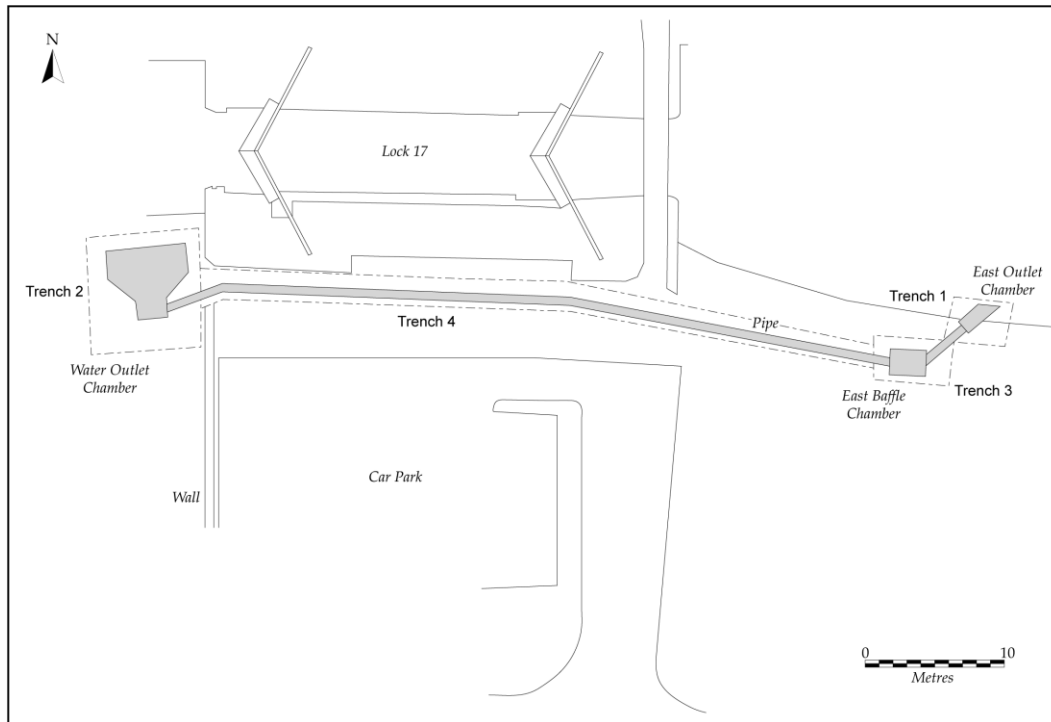 N
Lock 17
Trench 2
Water Outlet
Chamber
Trench 4
Pipe
Trench 1
East Outlet
Chamber
East Baffle
Chamber
Trench 3
Wall
Car Park
0
10
Metres